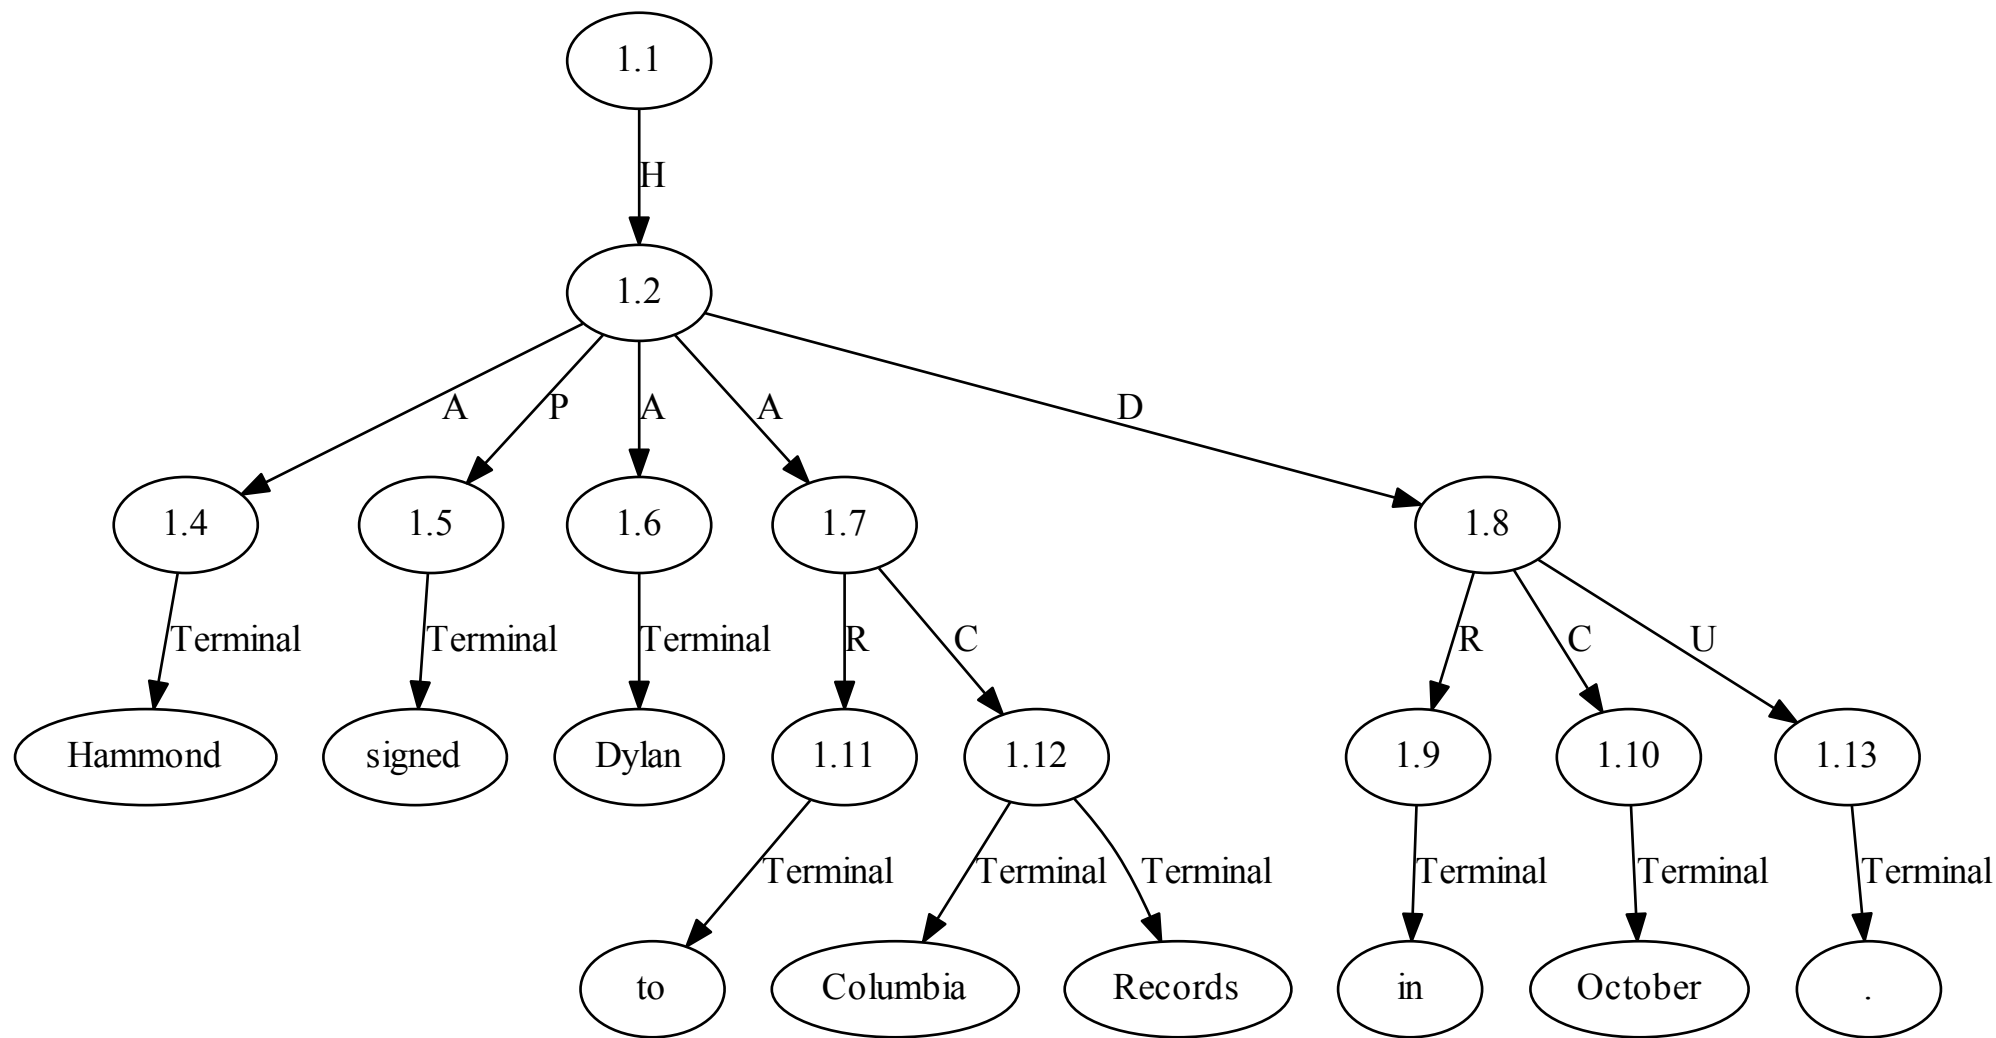 1.1
H
1.2
A P A A D
1.4 1.5 1.6 1.7 1.8
Terminal Terminal Terminal R C R C U
Hammond signed Dylan 1.11 1.12 1.9 1.10 1.13
Terminal Terminal Terminal Terminal Terminal Terminal
to Columbia Records in October .